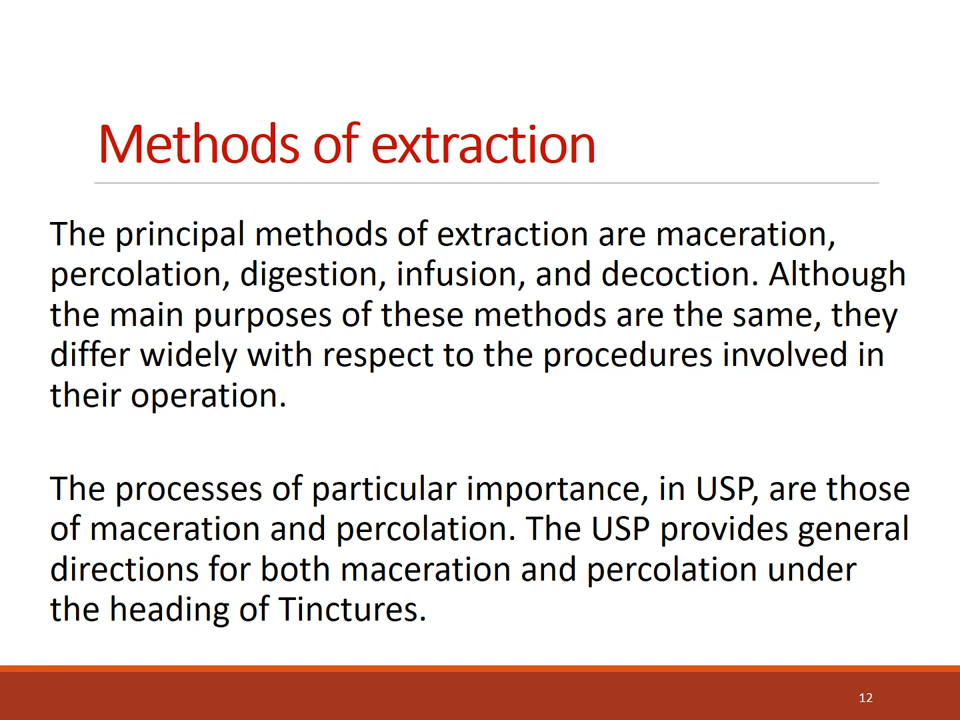 Methods of extraction
The principal methods of extraction are maceration,
percolation, digestion, infusion, and decoction. Although
the main purposes of these methods are the same, they
differ widely with respect to the procedures involved in
their operation.
The processes of particular importance, in USP, are those
of maceration and percolation. The USP provides general
directions for both maceration and percolation under
the heading of Tinctures.
12